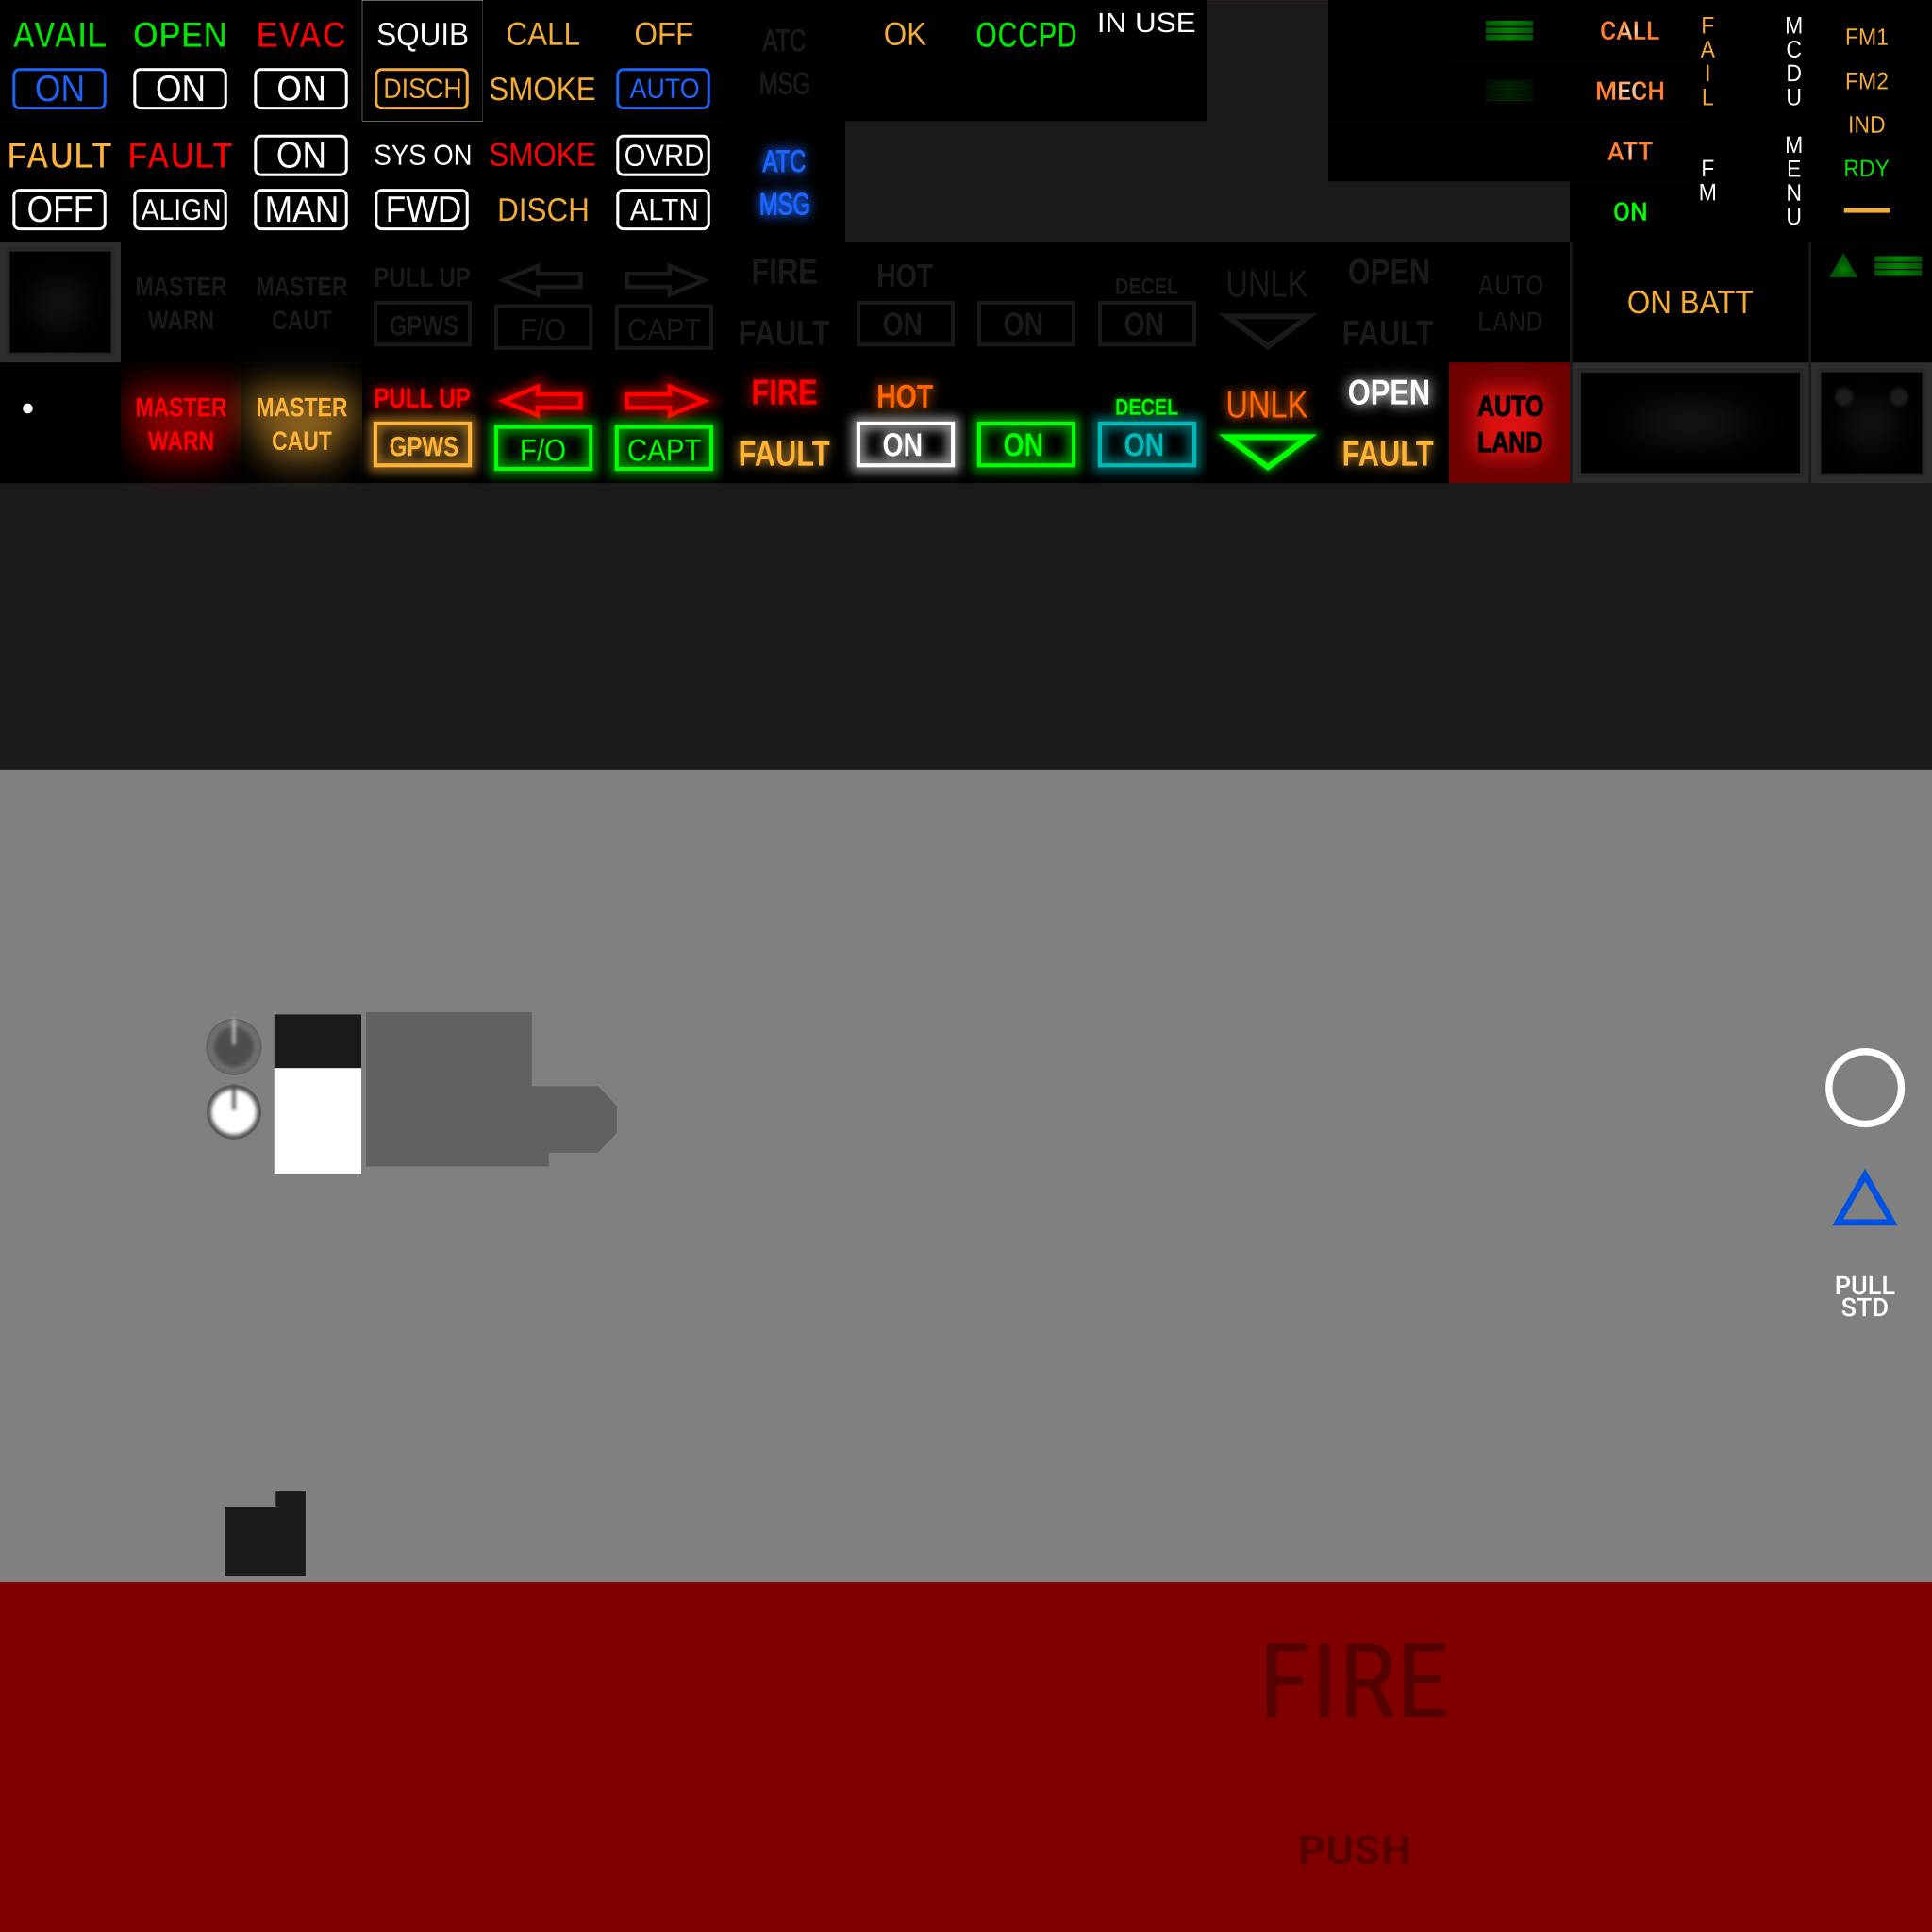 AVAIL OPEN EVAC SQUIB CALL OFF ATC OK OCCPD IN USE CALL
ON ON ON DISCH SMOKE AUTO MSG MECH
FAULT FAULT ON SYS ON SMOKE OVRD ATC ATT
OFF ALIGN MAN FWD DISCH ALTN MSG ON
FAIL FM
MCDU MENU
FM1
FM2
IND
RDY
MASTER MASTER PULL UP FIRE HOT DECEL UNLK OPEN AUTO ON BATT
WARN CAUT GPWS F/O CAPT FAULT ON ON ON FAULT LAND
MASTER MASTER PULL UP FIRE HOT DECEL UNLK OPEN AUTO
WARN CAUT GPWS F/O CAPT FAULT ON ON ON FAULT LAND
PULL
STD
FIRE
PUSH